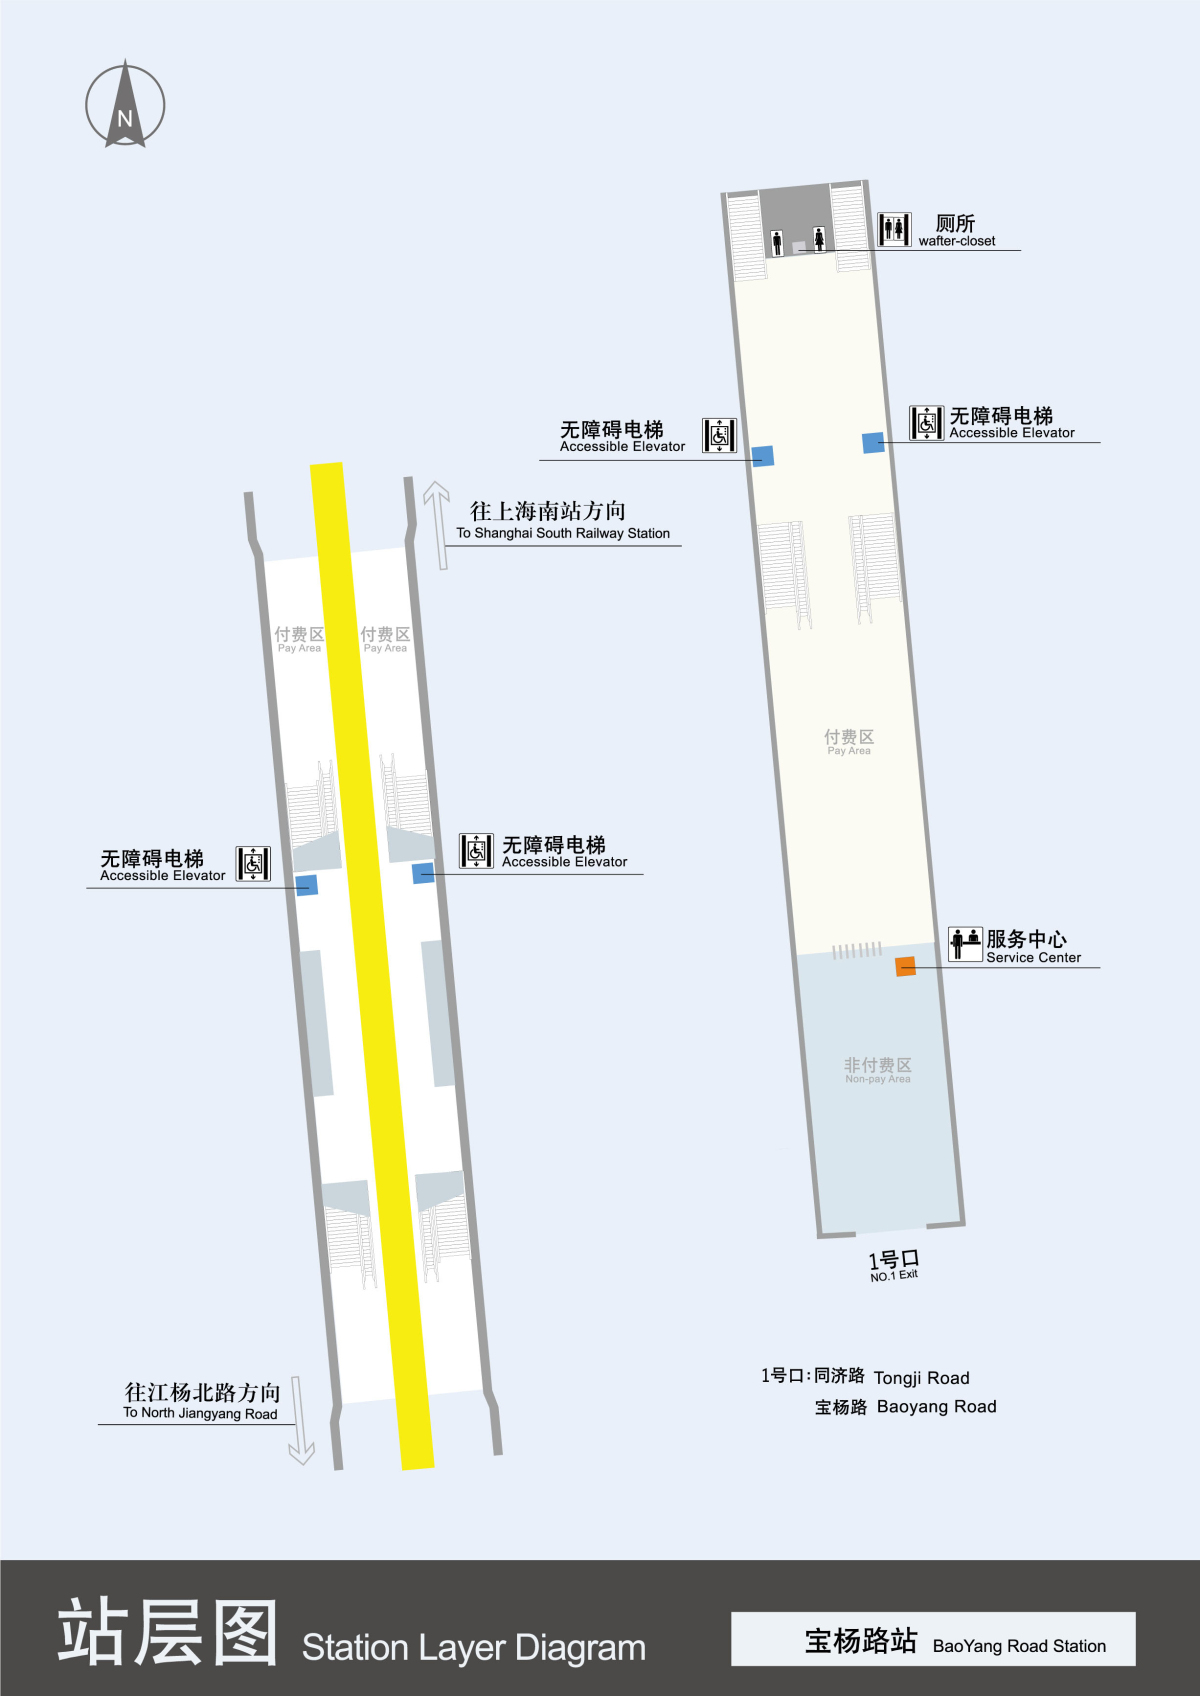 N
厕所
wafter-closet
无障碍电梯
Accessible Elevator
无障碍电梯
Accessible Elevator
往上海南站方向
To Shanghai South Railway Station
付费区
Pay Area
付费区
Pay Area
付费区
Pay Area
无障碍电梯
Accessible Elevator
无障碍电梯
Accessible Elevator
服务中心
Service Center
非付费区
Non-pay Area
1号口
NO.1 Exit
往江杨北路方向
To North Jiangyang Road
1号口：同济路 Tongji Road
宝杨路 Baoyang Road
站层图 Station Layer Diagram
宝杨路站 BaoYang Road Station